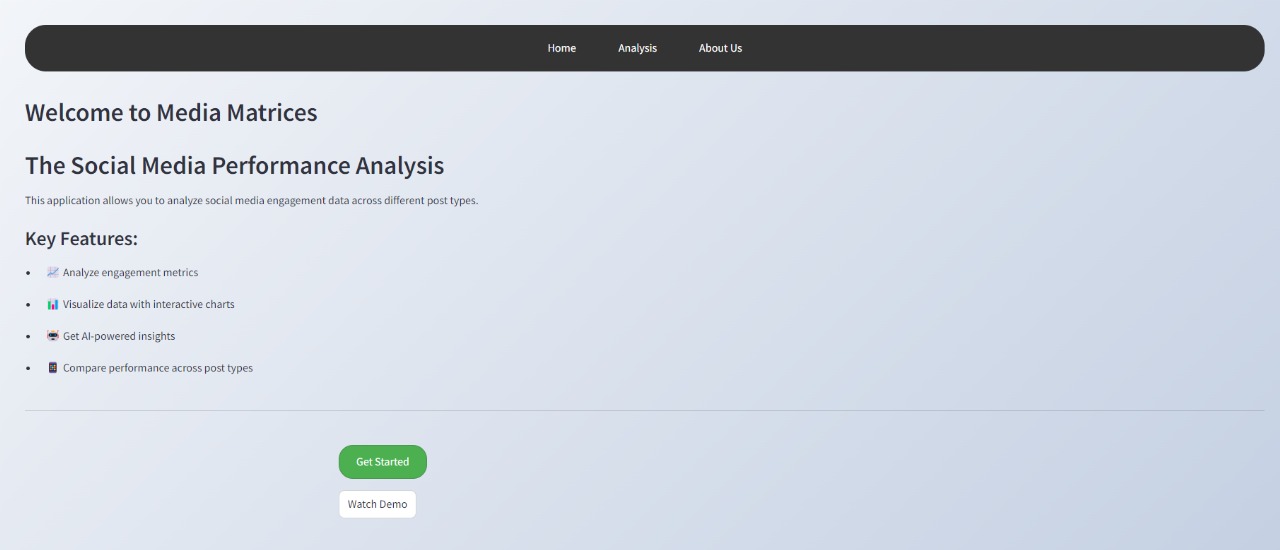 Home Analysis About Us
Welcome to Media Matrices
The Social Media Performance Analysis
This application allows you to analyze social media engagement data across different post types.
Key Features:
• 📈 Analyze engagement metrics
• 📊 Visualize data with interactive charts
• 🤖 Get AI-powered insights
• 📱 Compare performance across post types
Get Started
Watch Demo